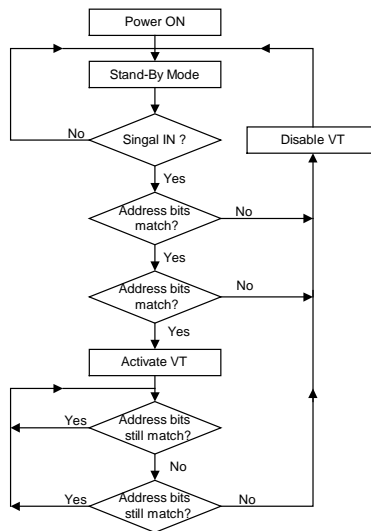 Power ON
Stand-By Mode
No
Singal IN ?
Disable VT
Yes
Address bits
match?
No
Yes
Address bits
match?
No
Yes
Activate VT
Yes
Address bits
still match?
No
Yes
Address bits
still match?
No